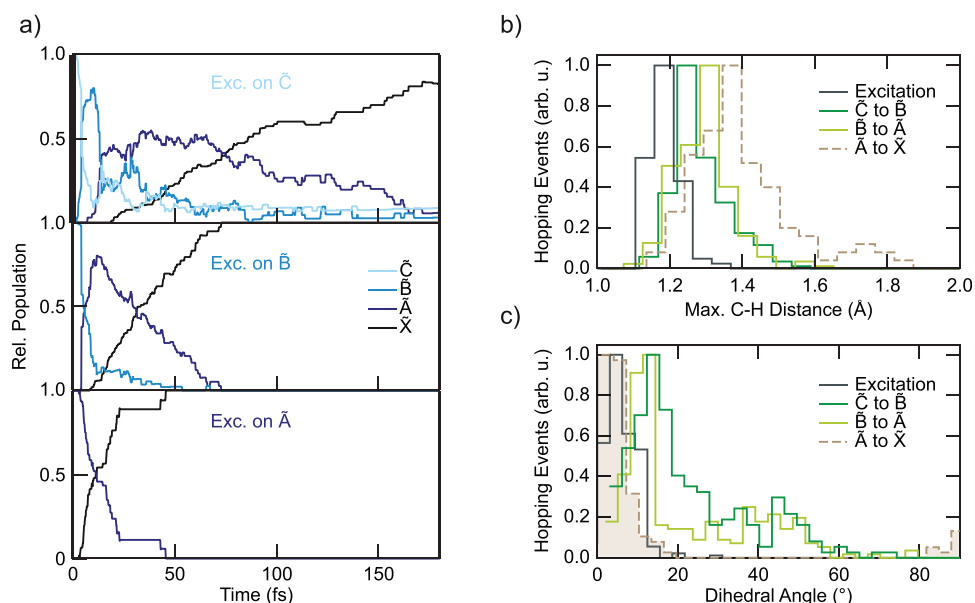 a)
1.0
Exc. on C̃
0.5
1.0
Exc. on B̃
0.5
C̃
B̃
Ã
X̃
1.0
Exc. on Ã
0.5
0
0 50 100 150
Time (fs)
Rel. Population
b)
1.0
0.8
0.6
0.4
0.2
0.0
Hopping Events (arb. u.)
Excitation
C̃ to B̃
B̃ to Ã
Ã to X̃
1.0 1.2 1.4 1.6 1.8 2.0
Max. C-H Distance (Å)
c)
1.0
0.8
0.6
0.4
0.2
0.0
Hopping Events (arb. u.)
Excitation
C̃ to B̃
B̃ to Ã
Ã to X̃
0 20 40 60 80
Dihedral Angle (°)